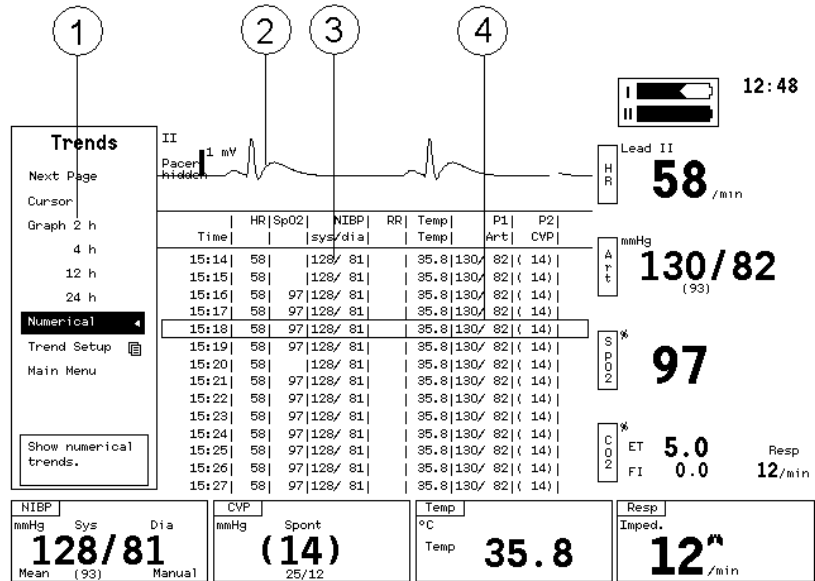 1 2 3 4
I
II
12:48
Trends
Next Page
Cursor
Graph 2 h
4 h
12 h
24 h
Numerical
Trend Setup
Main Menu
Show numerical
trends.
II
1 mV
Pacer
hidden
HR| SpO2| NIBP| RR| Temp| P1| P2|
Time| |sys/dia| | Temp| Art| CVP|
15:14| 58| |128/ 81| | 35.8|130/ 82|( 14)|
15:15| 58| |128/ 81| | 35.8|130/ 82|( 14)|
15:16| 58| 97|128/ 81| | 35.8|130/ 82|( 14)|
15:17| 58| 97|128/ 81| | 35.8|130/ 82|( 14)|
15:18| 58| 97|128/ 81| | 35.8|130/ 82|( 14)|
15:19| 58| 97|128/ 81| | 35.8|130/ 82|( 14)|
15:20| 58| |128/ 81| | 35.8|130/ 82|( 14)|
15:21| 58| 97|128/ 81| | 35.8|130/ 82|( 14)|
15:22| 58| 97|128/ 81| | 35.8|130/ 82|( 14)|
15:23| 58| 97|128/ 81| | 35.8|130/ 82|( 14)|
15:24| 58| 97|128/ 81| | 35.8|130/ 82|( 14)|
15:25| 58| 97|128/ 81| | 35.8|130/ 82|( 14)|
15:26| 58| 97|128/ 81| | 35.8|130/ 82|( 14)|
15:27| 58| 97|128/ 81| | 35.8|130/ 82|( 14)|
HR
Lead II
58 /min
Art
mmHg
130/82
(93)
SpO2
%
97
CO2
%
ET 5.0 Resp
FI 0.0 12/min
NIBP
mmHg Sys Dia
128/81
Mean (93) Manual
CVP
mmHg Spont
(14)
25/12
Temp
°C
Temp 35.8
Resp
Imped.
12 /min